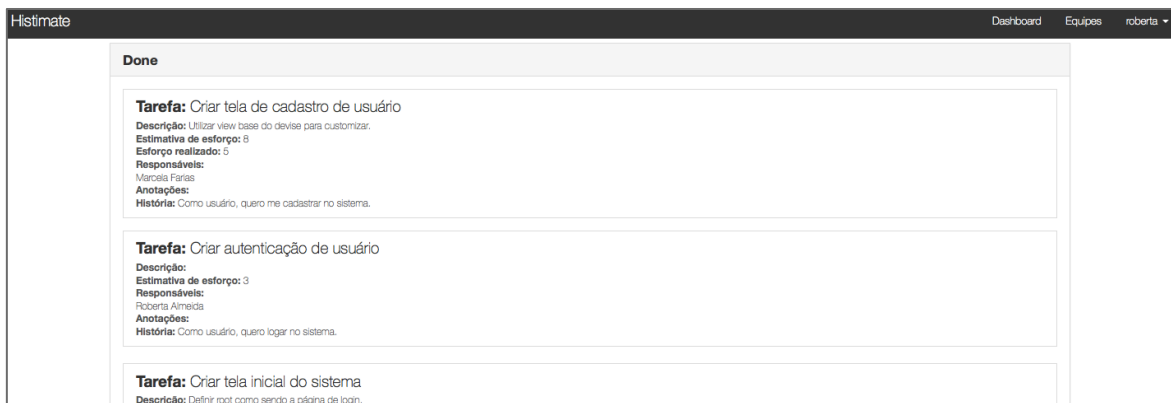 Histimate
Dashboard Equipes roberta
Done
Tarefa: Criar tela de cadastro de usuário
Descrição: Utilizar view base do devise para customizar.
Estimativa de esforço: 8
Esforço realizado: 5
Responsáveis:
Marcela Farias
Anotações:
História: Como usuário, quero me cadastrar no sistema.
Tarefa: Criar autenticação de usuário
Descrição:
Estimativa de esforço: 3
Responsáveis:
Roberta Almeida
Anotações:
História: Como usuário, quero logar no sistema.
Tarefa: Criar tela inicial do sistema
Descrição: Definir root como sendo a página de login.